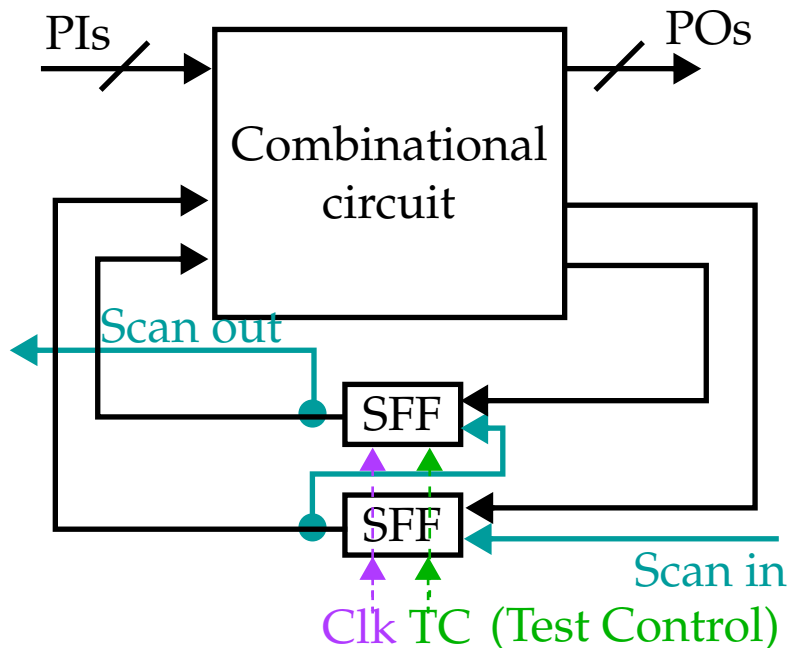 PIs
POs
Combinational
circuit
Scan out
SFF
SFF
Scan in
Clk TC (Test Control)